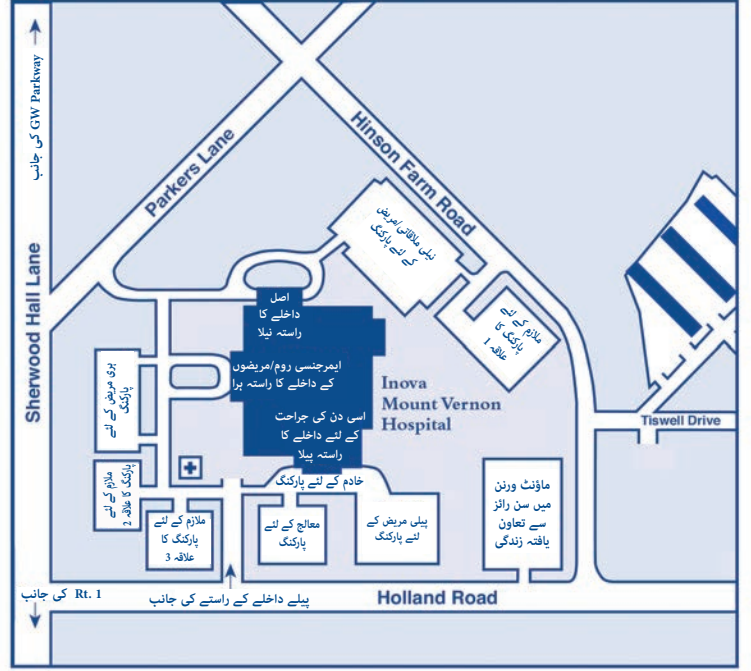 GW Parkway کی جانب
Sherwood Hall Lane
Parkers Lane
Hinson Farm Road
نیلی ملاقاتی/مریض
کے لئے پارکنگ
ملازم کے لئے
پارکنگ کا
علاقہ 1
اصل
داخلے کا
راستہ نیلا
ایمرجنسی روم/مریضوں
کے داخلے کا راستہ ہرا
اسی دن کی جراحت
کے لئے داخلے کا
راستہ پیلا
Inova
Mount Vernon
Hospital
Tiswell Drive
ہری مریض کے لئے
پارکنگ
ملازم کے لئے
پارکنگ کا علاقہ 2
ملازم کے لئے
پارکنگ کا
علاقہ 3
خادم کے لئے پارکنگ
معالج کے لئے
پارکنگ
پیلی مریض کے
لئے پارکنگ
ماؤنٹ ورنن
میں سن رائز
سے تعاون
یافتہ زندگی
Rt. 1 کی جانب
پیلے داخلے کے راستے کی جانب
Holland Road